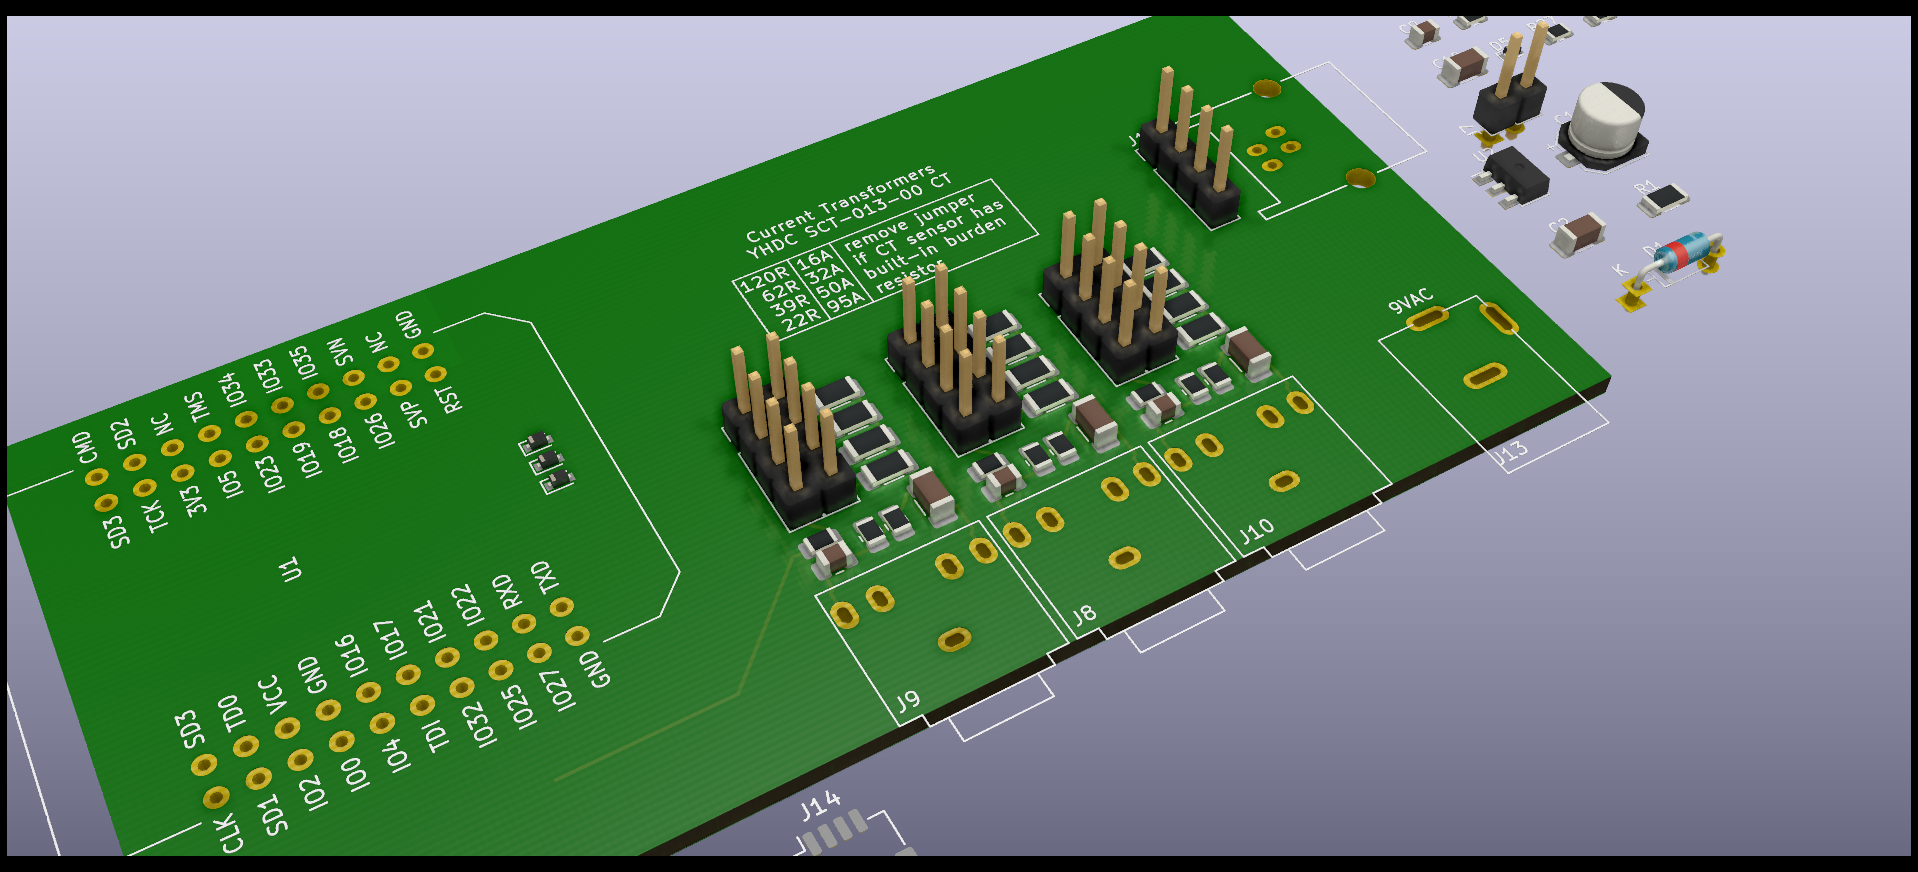 Current Transformers
YHDC SCT-013-00 CT
120R 16A
62R 32A
39R 50A
22R 95A
remove jumper
if CT sensor has
built-in burden
resistor
9VAC
J13
J10
J8
J9
J14
U1
R1
D1
K
CMD
SD2
NC
TMS
IO34
IO33
IO35
SVN
NC
GND
SD3
TCK
3V3
IO5
IO23
IO19
IO18
IO26
SVP
RST
SD3
TD0
VCC
GND
IO16
IO17
IO21
IO22
RXD
TXD
CLK
SD1
IO2
IO0
IO4
TDI
IO32
IO25
IO27
GND